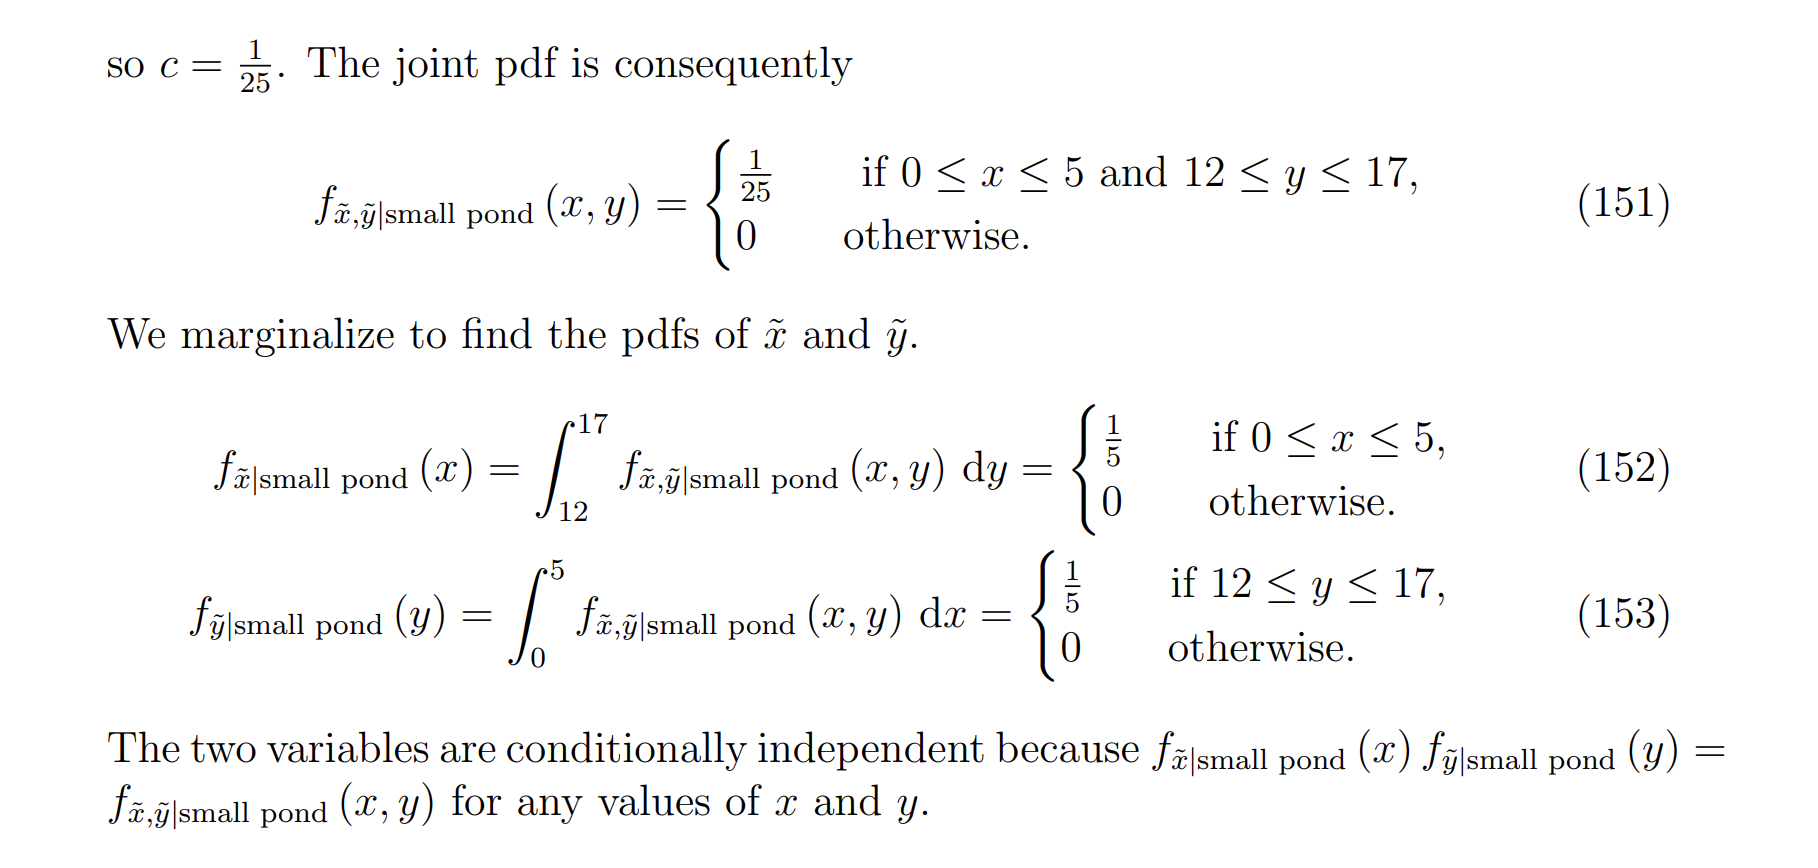 so $c = \frac{1}{25}$. The joint pdf is consequently
$$f_{\tilde{x},\tilde{y}|\text{small pond}}(x, y) = \begin{cases} \frac{1}{25} & \text{if } 0 \leq x \leq 5 \text{ and } 12 \leq y \leq 17, \\ 0 & \text{otherwise.} \end{cases} \quad (151)$$
We marginalize to find the pdfs of $\tilde{x}$ and $\tilde{y}$.
$$f_{\tilde{x}|\text{small pond}}(x) = \int_{12}^{17} f_{\tilde{x},\tilde{y}|\text{small pond}}(x, y) \, \mathrm{d}y = \begin{cases} \frac{1}{5} & \text{if } 0 \leq x \leq 5, \\ 0 & \text{otherwise.} \end{cases} \quad (152)$$
$$f_{\tilde{y}|\text{small pond}}(y) = \int_{0}^{5} f_{\tilde{x},\tilde{y}|\text{small pond}}(x, y) \, \mathrm{d}x = \begin{cases} \frac{1}{5} & \text{if } 12 \leq y \leq 17, \\ 0 & \text{otherwise.} \end{cases} \quad (153)$$
The two variables are conditionally independent because $f_{\tilde{x}|\text{small pond}}(x) f_{\tilde{y}|\text{small pond}}(y) =$
$f_{\tilde{x},\tilde{y}|\text{small pond}}(x, y)$ for any values of $x$ and $y$.